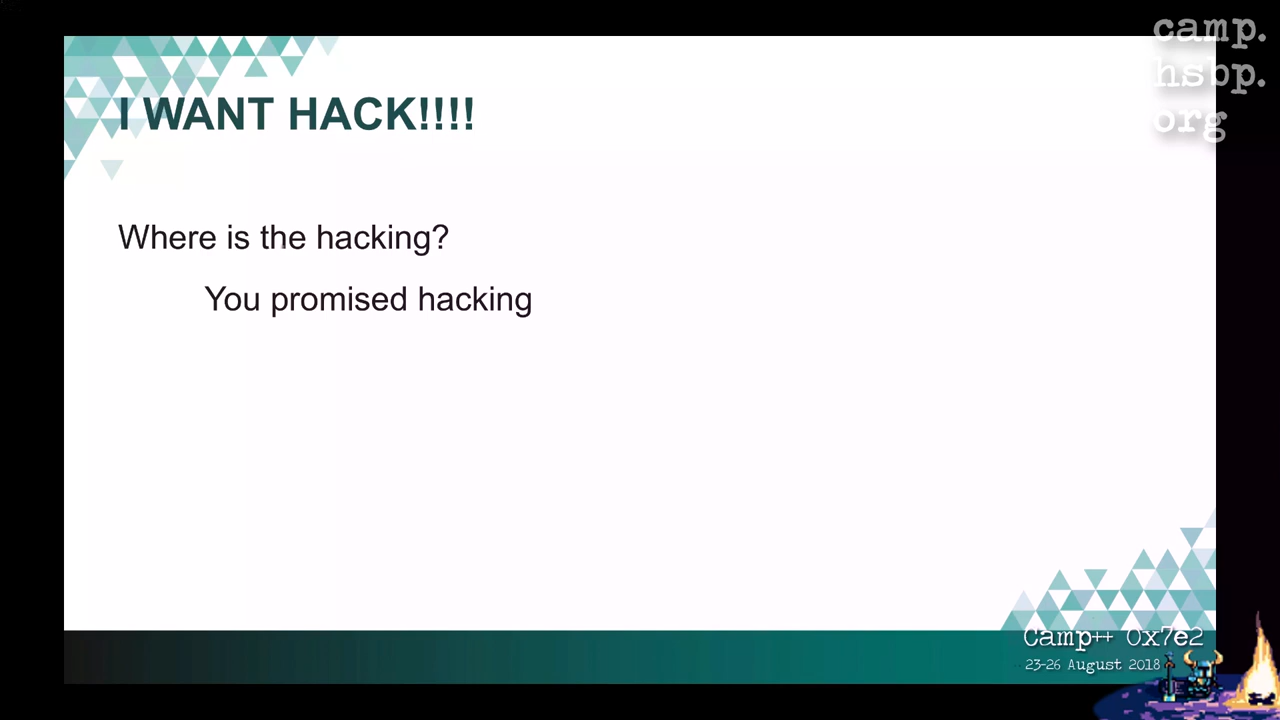 camp.
hsbp.
org
I WANT HACK!!!!
Where is the hacking?
You promised hacking
Camp++ 0x7e2
23-26 August 2018